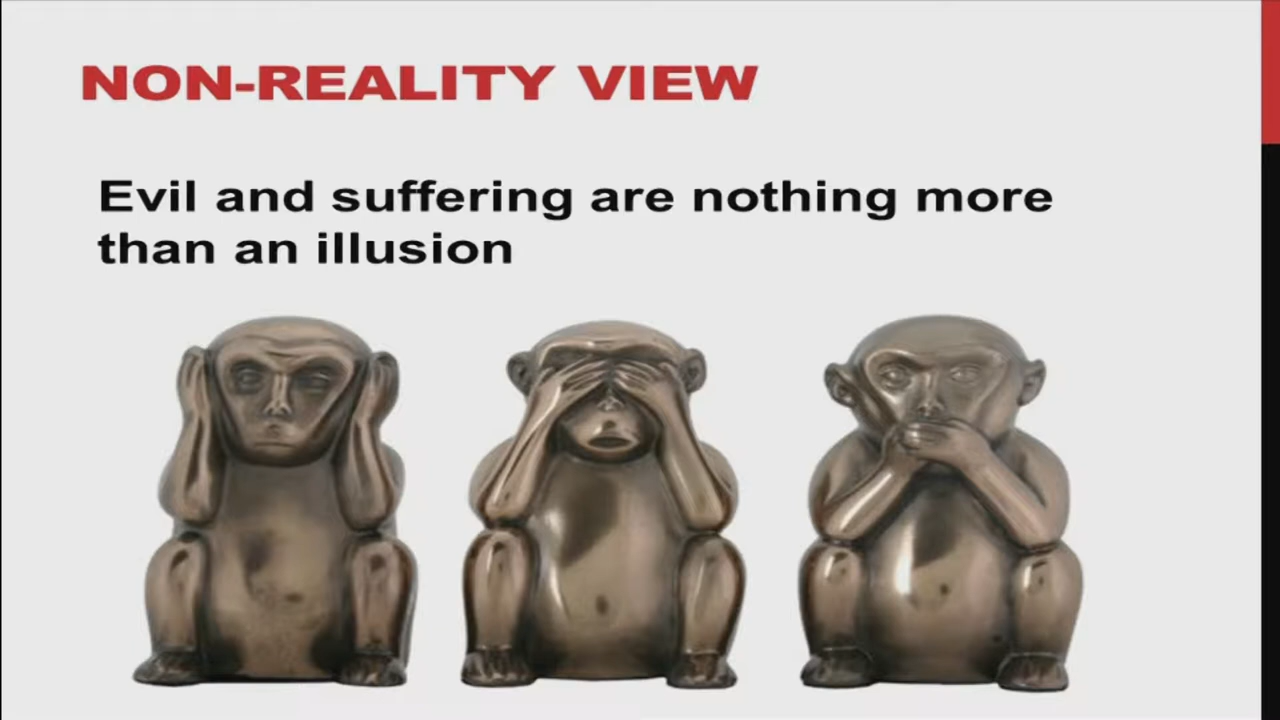 NON-REALITY VIEW
Evil and suffering are nothing more
than an illusion